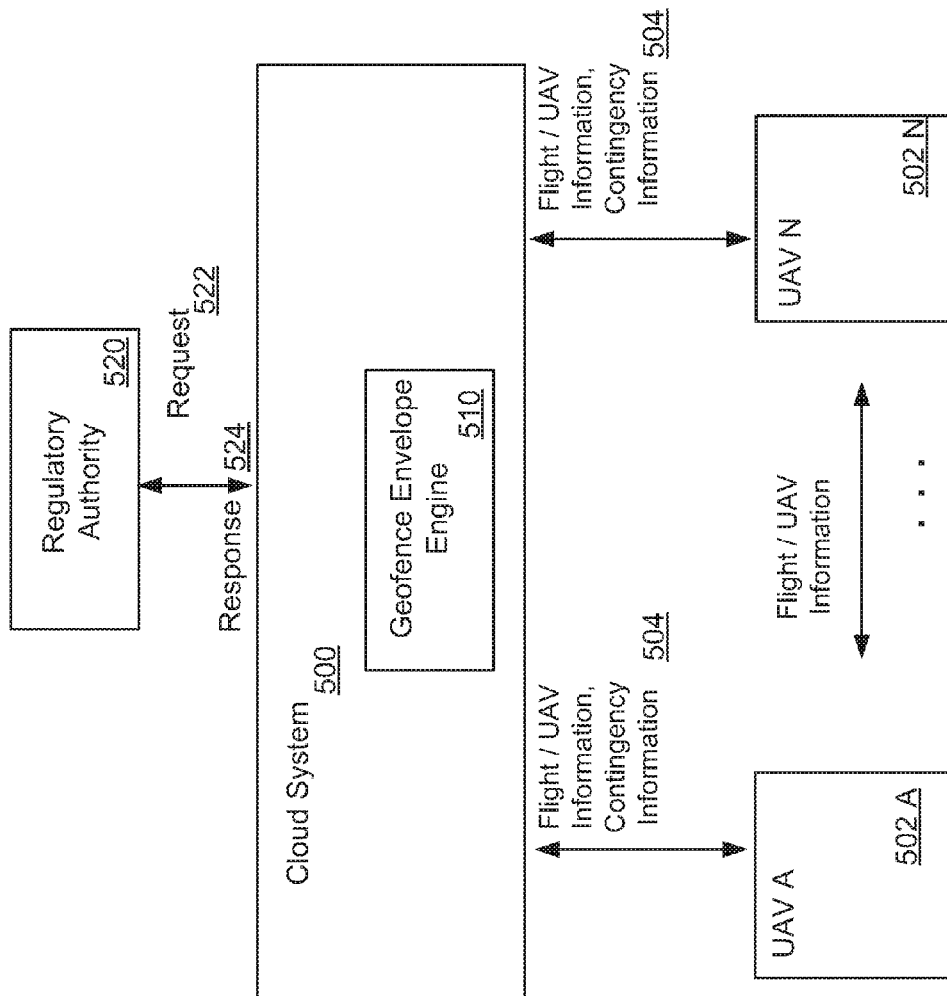 Regulatory
Authority
520
Request
522
Response 524
Cloud System
500
Geofence Envelope
Engine
510
Flight / UAV
Information,
Contingency
Information 504
Flight / UAV
Information,
Contingency
Information 504
UAV A
502 A
Flight / UAV
Information
. . .
UAV N
502 N